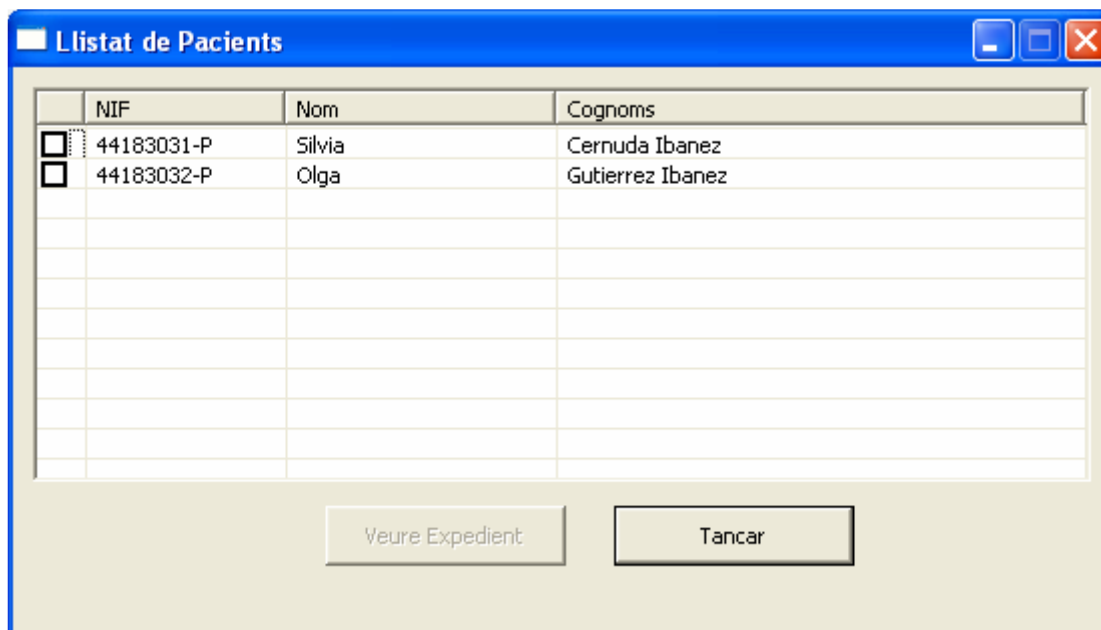 Llistat de Pacients
NIF Nom Cognoms
44183031-P Silvia Cernuda Ibanez
44183032-P Olga Gutierrez Ibanez
Veure Expedient Tancar